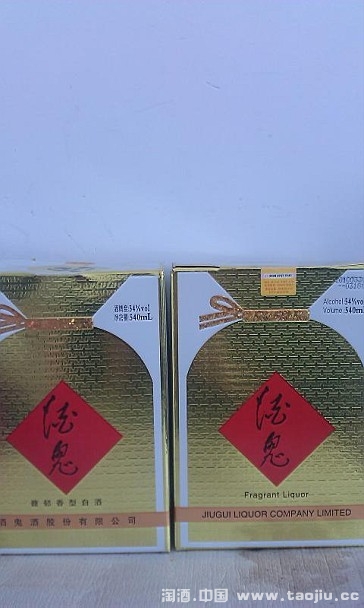 酒精度:54%vol
净含量:540mL
酒鬼
馥郁香型白酒
酒鬼酒股份有限公司
Alcohol:54%vol
Volume:540mL
酒鬼
Fragrant Liquor
JIUGUI LIQUOR COMPANY LIMITED
淘酒.中国 www.taojiu.cc